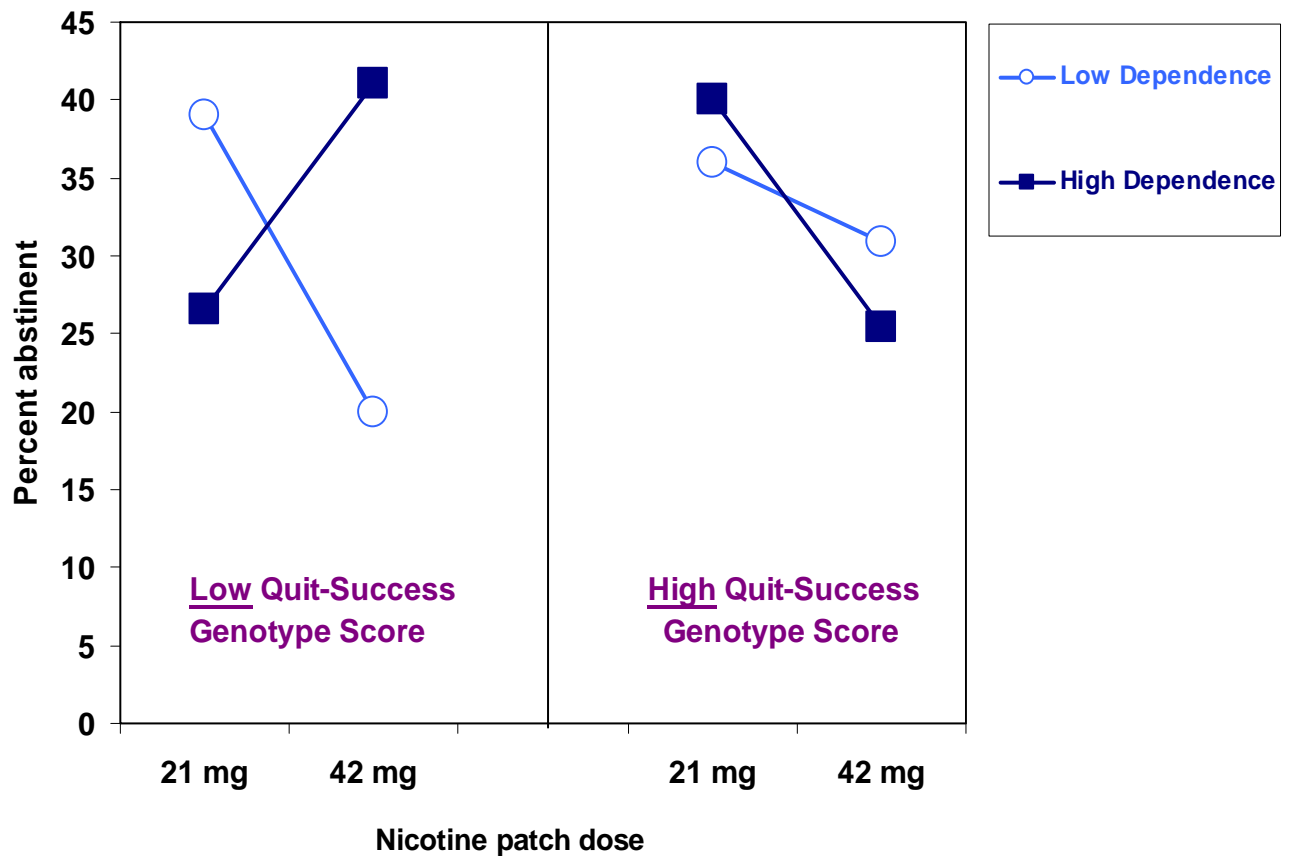 45
40
35
30
25
20
15
10
5
0
Percent abstinent
Low Quit-Success
Genotype Score
High Quit-Success
Genotype Score
21 mg
42 mg
21 mg
42 mg
Nicotine patch dose
Low Dependence
High Dependence